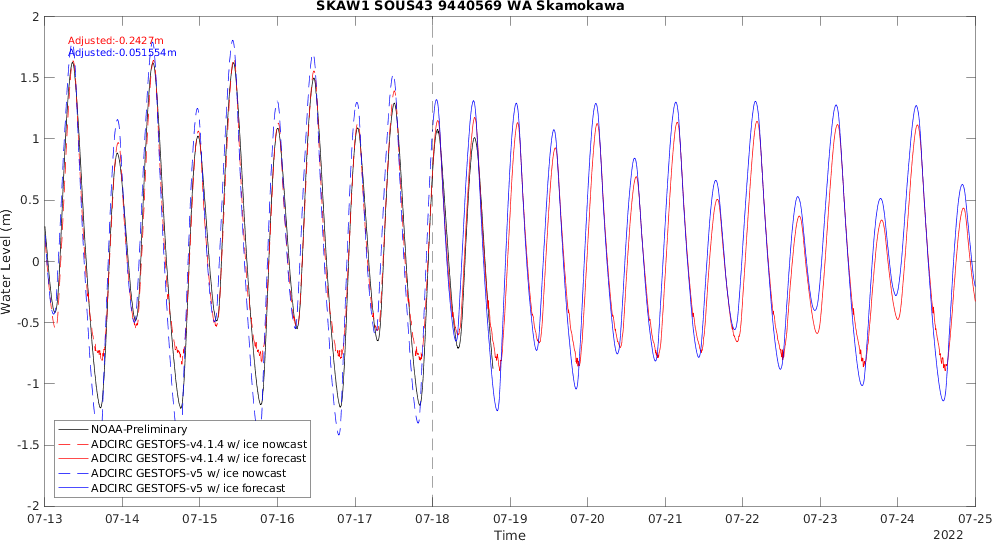 SKAW1 SOUS43 9440569 WA Skamokawa
Adjusted:-0.2427m
Adjusted:-0.051554m
2
1.5
1
0.5
0
-0.5
-1
-1.5
-2
Water Level (m)
NOAA-Preliminary
ADCIRC GESTOFS-v4.1.4 w/ ice nowcast
ADCIRC GESTOFS-v4.1.4 w/ ice forecast
ADCIRC GESTOFS-v5 w/ ice nowcast
ADCIRC GESTOFS-v5 w/ ice forecast
07-13 07-14 07-15 07-16 07-17 07-18 07-19 07-20 07-21 07-22 07-23 07-24 07-25
Time
2022